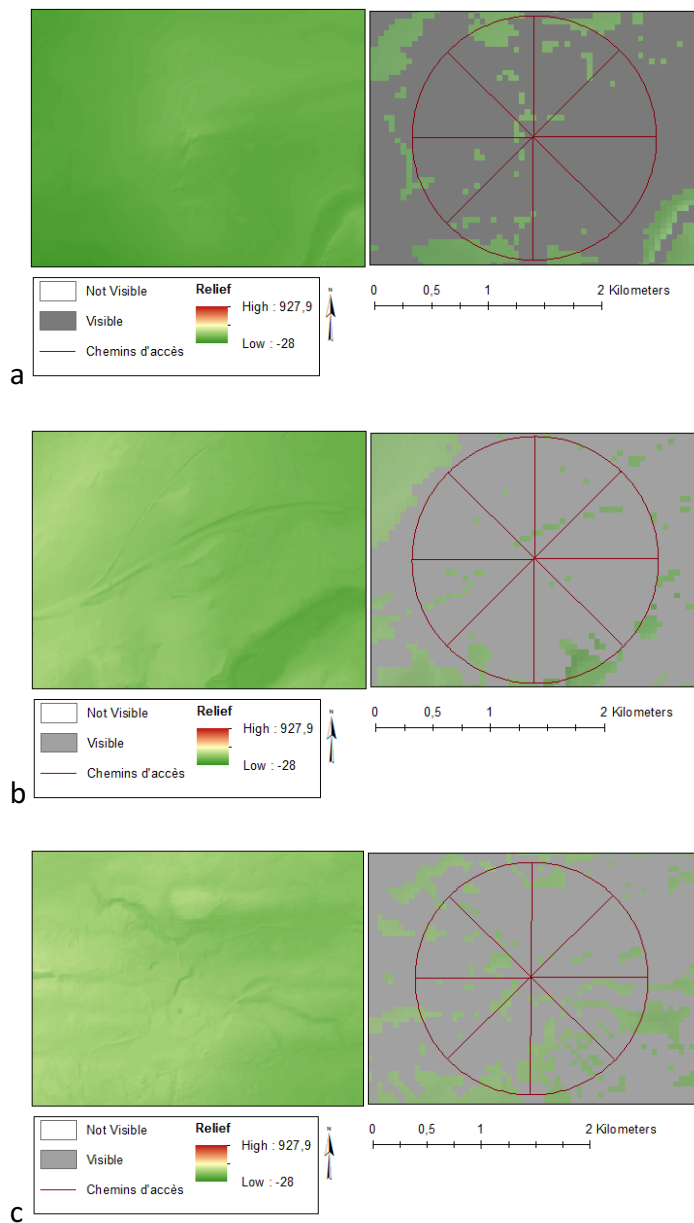 Not Visible
Visible
Chemins d'accès
Relief
High : 927,9
Low : -28
N
0 0,5 1 2 Kilometers
a
Not Visible
Visible
Chemins d'accès
Relief
High : 927,9
Low : -28
N
0 0,5 1 2 Kilometers
b
Not Visible
Visible
Chemins d'accès
Relief
High : 927,9
Low : -28
N
0 0,5 1 2 Kilometers
c